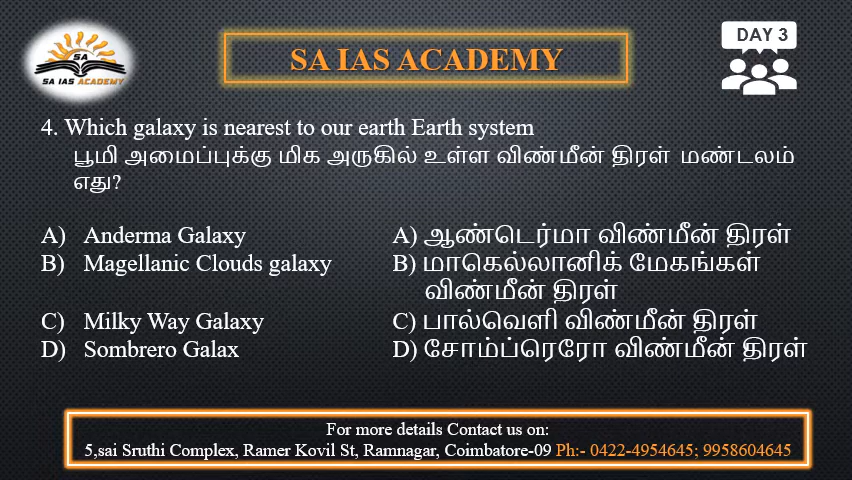 SA
SA IAS ACADEMY
SA IAS ACADEMY
DAY 3
4. Which galaxy is nearest to our earth Earth system
பூமி அமைப்புக்கு மிக அருகில் உள்ள விண்மீன் திரள் மண்டலம்
எது?
A) Anderma Galaxy
A) ஆண்டெர்மா விண்மீன் திரள்
B) Magellanic Clouds galaxy
B) மாகெல்லானிக் மேகங்கள்
விண்மீன் திரள்
C) Milky Way Galaxy
C) பால்வெளி விண்மீன் திரள்
D) Sombrero Galax
D) சோம்ப்ரெரோ விண்மீன் திரள்
For more details Contact us on:
5,sai Sruthi Complex, Ramer Kovil St, Ramnagar, Coimbatore-09 Ph:- 0422-4954645; 9958604645